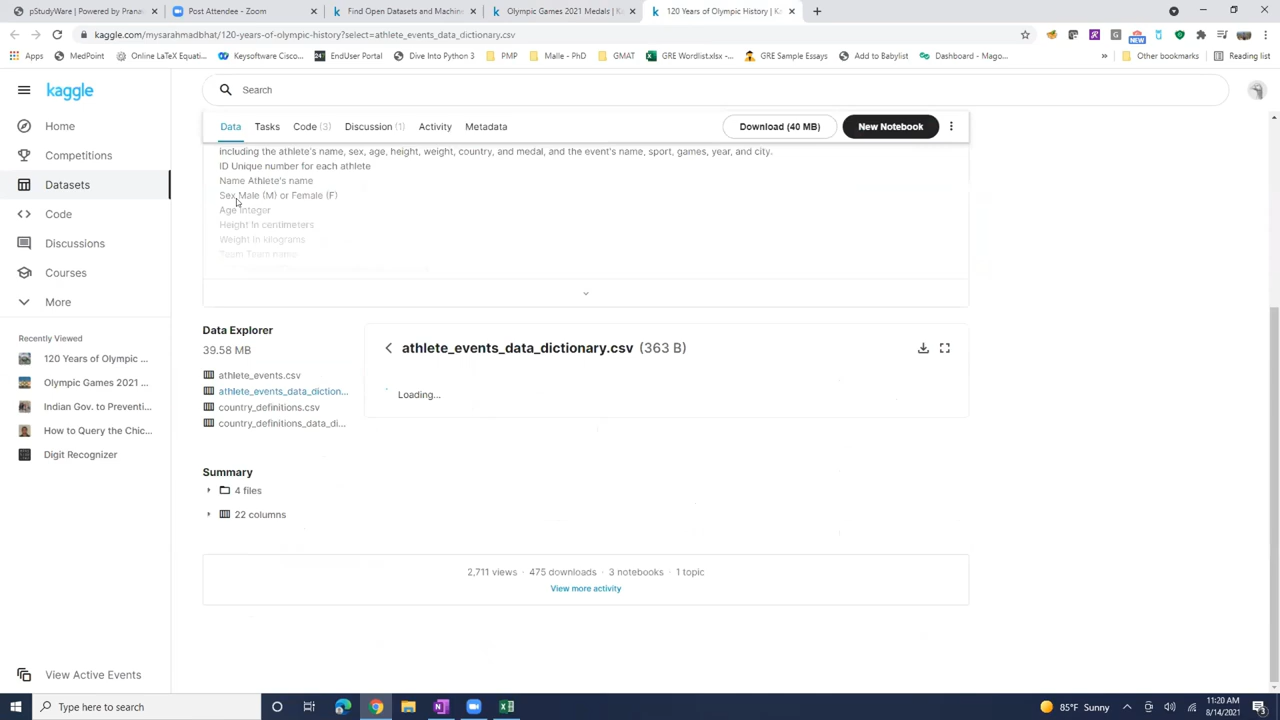 pStudyWare | Powered by Pranav
Post Attendee - Zoom
Find Open Datasets and Machine
Olympic Games 2021 Medals | Ka
120 Years of Olympic History | Ka
kaggle.com/mysarahmadbhat/120-years-of-olympic-history?select=athlete_events_data_dictionary.csv
Apps
MedPoint
Online LaTeX Equati...
Keysoftware Cisco...
EndUser Portal
Dive Into Python 3
PMP
Malle - PhD
GMAT
GRE Wordlist.xlsx -...
GRE Sample Essays
Add to Babylist
Dashboard - Mago...
»
Other bookmarks
Reading list
kaggle
Search
Home
Competitions
Datasets
Code
Discussions
Courses
More
Recently Viewed
120 Years of Olympic ...
Olympic Games 2021 ...
Indian Gov. to Preventi...
How to Query the Chic...
Digit Recognizer
View Active Events
Data
Tasks
Code (3)
Discussion (1)
Activity
Metadata
Download (40 MB)
New Notebook
including the athlete's name, sex, age, height, weight, country, and medal, and the event's name, sport, games, year, and city.
ID Unique number for each athlete
Name Athlete's name
Sex Male (M) or Female (F)
Age Integer
Height In centimeters
Weight In kilograms
Team Team name
Data Explorer
39.58 MB
athlete_events.csv
athlete_events_data_diction...
country_definitions.csv
country_definitions_data_di...
athlete_events_data_dictionary.csv (363 B)
Loading...
Summary
4 files
22 columns
2,711 views · 475 downloads · 3 notebooks · 1 topic
View more activity
Type here to search
85°F Sunny
11:20 AM
8/14/2021